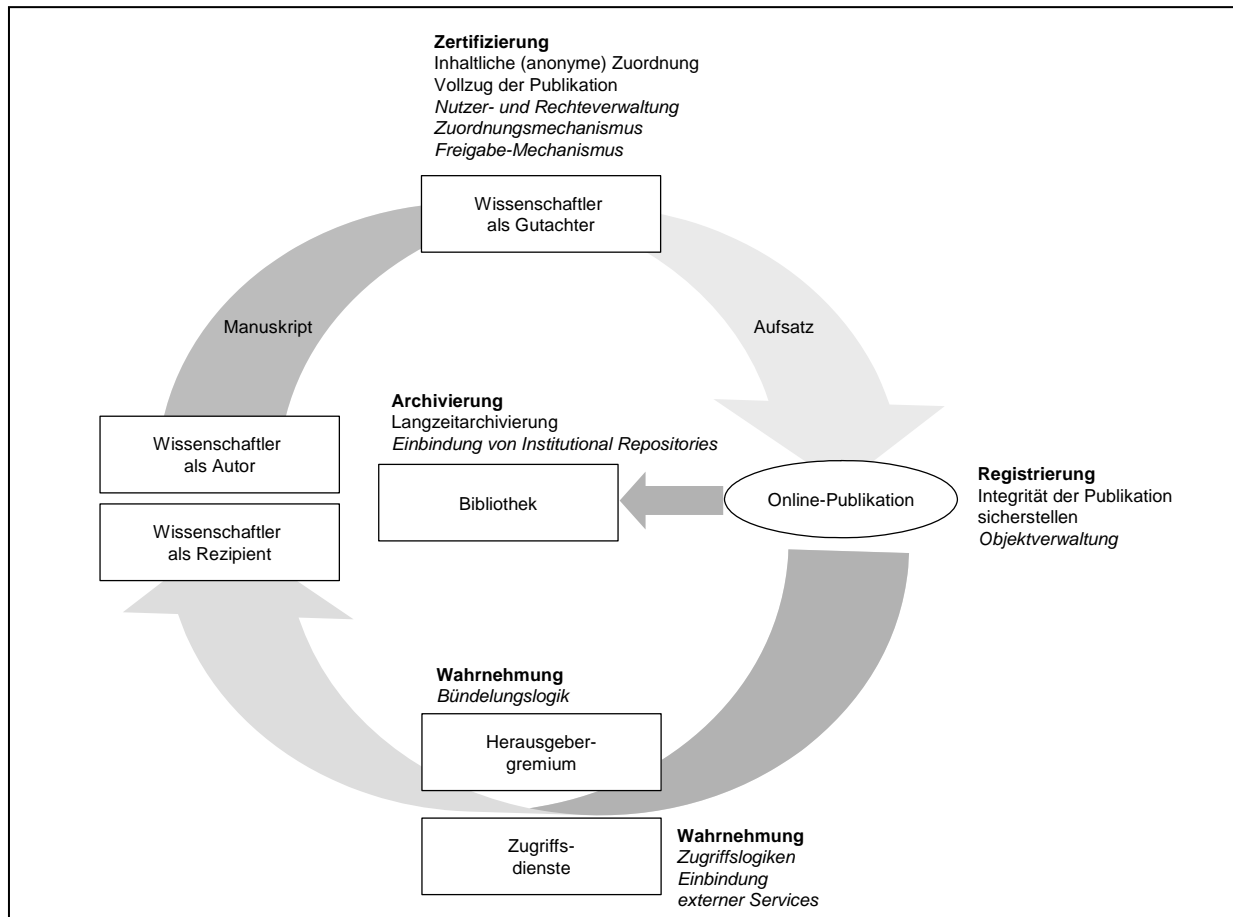 Zertifizierung
Inhaltliche (anonyme) Zuordnung
Vollzug der Publikation
Nutzer- und Rechteverwaltung
Zuordnungsmechanismus
Freigabe-Mechanismus
Wissenschaftler
als Gutachter
Manuskript
Aufsatz
Archivierung
Langzeitarchivierung
Einbindung von Institutional Repositories
Wissenschaftler
als Autor
Bibliothek
Online-Publikation
Registrierung
Integrität der Publikation
sicherstellen
Objektverwaltung
Wissenschaftler
als Rezipient
Wahrnehmung
Bündelungslogik
Herausgeber-
gremium
Zugriffs-
dienste
Wahrnehmung
Zugriffslogiken
Einbindung
externer Services